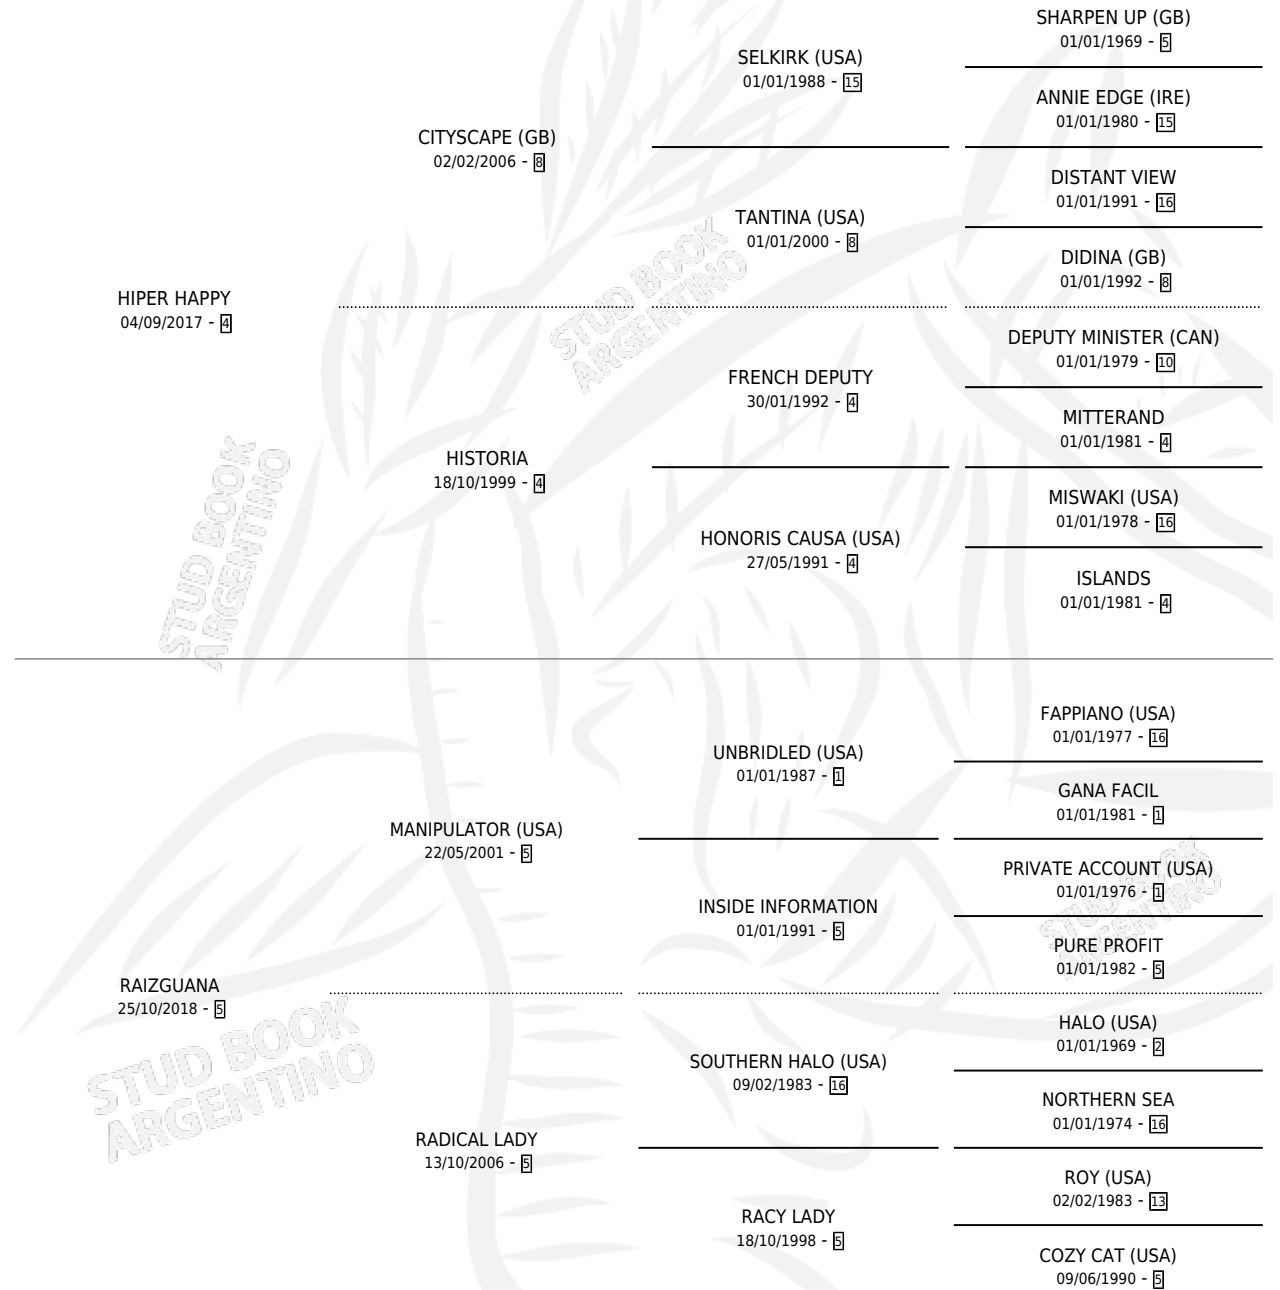 SHARPEN UP (GB)
01/01/1969 - 5
SELKIRK (USA)
01/01/1988 - 15
ANNIE EDGE (IRE)
01/01/1980 - 15
CITYSCAPE (GB)
02/02/2006 - 8
DISTANT VIEW
01/01/1991 - 16
TANTINA (USA)
01/01/2000 - 8
DIDINA (GB)
01/01/1992 - 8
HIPER HAPPY
04/09/2017 - 4
DEPUTY MINISTER (CAN)
01/01/1979 - 10
FRENCH DEPUTY
30/01/1992 - 4
MITTERAND
01/01/1981 - 4
HISTORIA
18/10/1999 - 4
MISWAKI (USA)
01/01/1978 - 16
HONORIS CAUSA (USA)
27/05/1991 - 4
ISLANDS
01/01/1981 - 4
STUD BOOK
ARGENTINO
STUD BOOK
ARGENTINO
FAPPIANO (USA)
01/01/1977 - 16
UNBRIDLED (USA)
01/01/1987 - 1
GANA FACIL
01/01/1981 - 1
MANIPULATOR (USA)
22/05/2001 - 5
PRIVATE ACCOUNT (USA)
01/01/1976 - 1
INSIDE INFORMATION
01/01/1991 - 5
PURE PROFIT
01/01/1982 - 5
RAIZGUANA
25/10/2018 - 5
HALO (USA)
01/01/1969 - 2
SOUTHERN HALO (USA)
09/02/1983 - 16
NORTHERN SEA
01/01/1974 - 16
RADICAL LADY
13/10/2006 - 5
ROY (USA)
02/02/1983 - 13
RACY LADY
18/10/1998 - 5
COZY CAT (USA)
09/06/1990 - 5
STUD BOOK
ARGENTINO
STUD BOOK
ARGENTINO